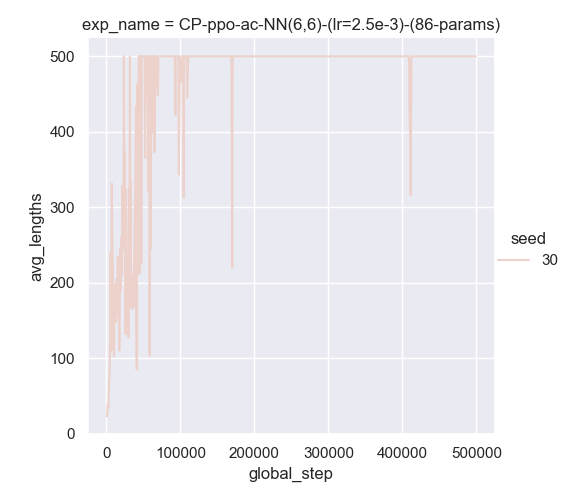 exp_name = CP-ppo-ac-NN(6,6)-(lr=2.5e-3)-(86-params)
500
400
300
200
100
0
avg_lengths
0 100000 200000 300000 400000 500000
global_step
seed
30